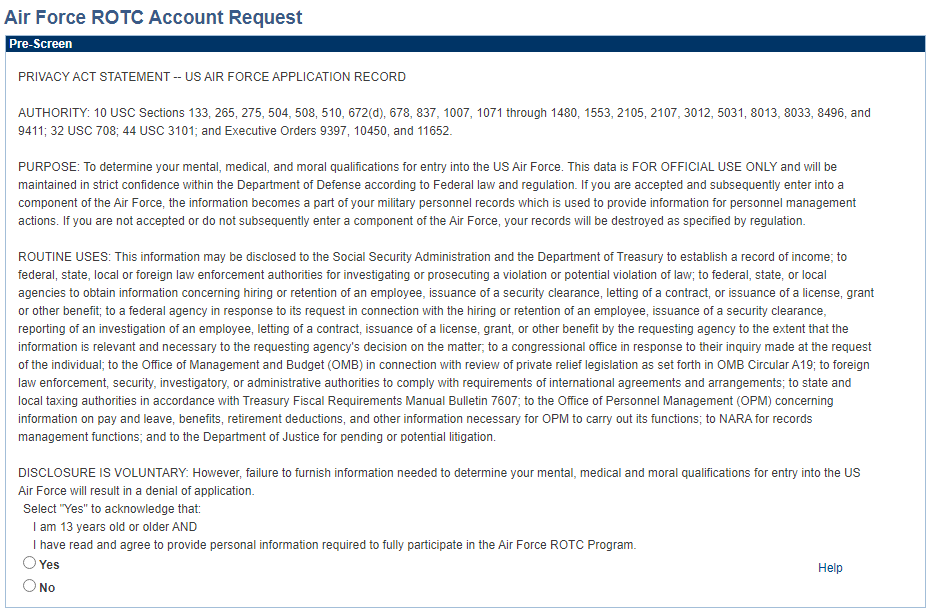 Air Force ROTC Account Request
Pre-Screen
PRIVACY ACT STATEMENT -- US AIR FORCE APPLICATION RECORD
AUTHORITY: 10 USC Sections 133, 265, 275, 504, 508, 510, 672(d), 678, 837, 1007, 1071 through 1480, 1553, 2105, 2107, 3012, 5031, 8013, 8033, 8496, and
9411; 32 USC 708; 44 USC 3101; and Executive Orders 9397, 10450, and 11652.
PURPOSE: To determine your mental, medical, and moral qualifications for entry into the US Air Force. This data is FOR OFFICIAL USE ONLY and will be
maintained in strict confidence within the Department of Defense according to Federal law and regulation. If you are accepted and subsequently enter into a
component of the Air Force, the information becomes a part of your military personnel records which is used to provide information for personnel management
actions. If you are not accepted or do not subsequently enter a component of the Air Force, your records will be destroyed as specified by regulation.
ROUTINE USES: This information may be disclosed to the Social Security Administration and the Department of Treasury to establish a record of income; to
federal, state, local or foreign law enforcement authorities for investigating or prosecuting a violation or potential violation of law; to federal, state, or local
agencies to obtain information concerning hiring or retention of an employee, issuance of a security clearance, letting of a contract, or issuance of a license, grant
or other benefit; to a federal agency in response to its request in connection with the hiring or retention of an employee, issuance of a security clearance,
reporting of an investigation of an employee, letting of a contract, issuance of a license, grant, or other benefit by the requesting agency to the extent that the
information is relevant and necessary to the requesting agency's decision on the matter; to a congressional office in response to their inquiry made at the request
of the individual; to the Office of Management and Budget (OMB) in connection with review of private relief legislation as set forth in OMB Circular A19; to foreign
law enforcement, security, investigatory, or administrative authorities to comply with requirements of international agreements and arrangements; to state and
local taxing authorities in accordance with Treasury Fiscal Requirements Manual Bulletin 7607; to the Office of Personnel Management (OPM) concerning
information on pay and leave, benefits, retirement deductions, and other information necessary for OPM to carry out its functions; to NARA for records
management functions; and to the Department of Justice for pending or potential litigation.
DISCLOSURE IS VOLUNTARY: However, failure to furnish information needed to determine your mental, medical and moral qualifications for entry into the US
Air Force will result in a denial of application.
Select "Yes" to acknowledge that:
I am 13 years old or older AND
I have read and agree to provide personal information required to fully participate in the Air Force ROTC Program.
Yes
Help
No